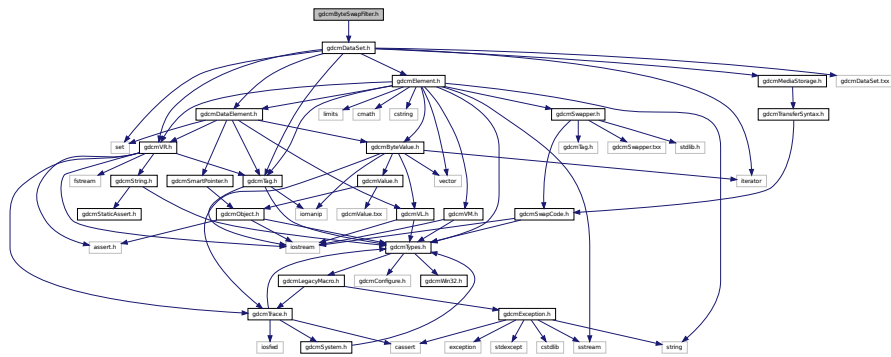 gdcmByteSwapFilter.h
gdcmDataSet.h
gdcmElement.h
gdcmMediaStorage.h
gdcmDataSet.txx
gdcmDataElement.h
limits
cmath
cstring
gdcmSwapper.h
gdcmTransferSyntax.h
set
gdcmVR.h
gdcmByteValue.h
gdcmTag.h
gdcmSwapper.txx
stdlib.h
fstream
gdcmString.h
gdcmSmartPointer.h
gdcmTag.h
gdcmValue.h
vector
iterator
gdcmStaticAssert.h
gdcmObject.h
iomanip
gdcmValue.txx
gdcmVL.h
gdcmVM.h
gdcmSwapCode.h
assert.h
iostream
gdcmTypes.h
gdcmLegacyMacro.h
gdcmConfigure.h
gdcmWin32.h
gdcmTrace.h
gdcmException.h
iosfwd
gdcmSystem.h
cassert
exception
stdexcept
cstdlib
sstream
string